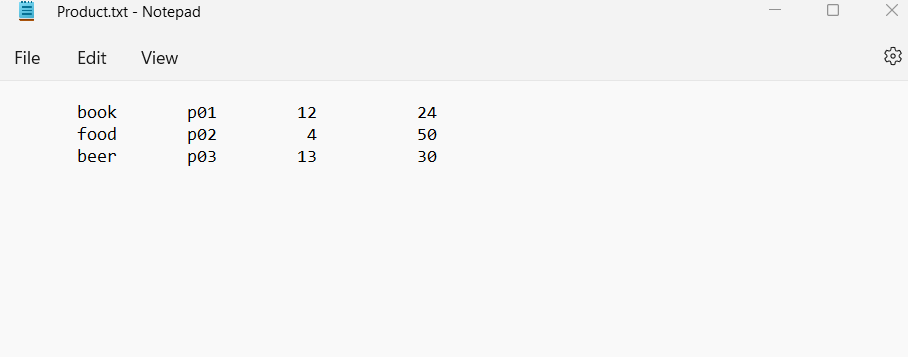 Product.txt - Notepad
File Edit View
book p01 12 24
food p02 4 50
beer p03 13 30